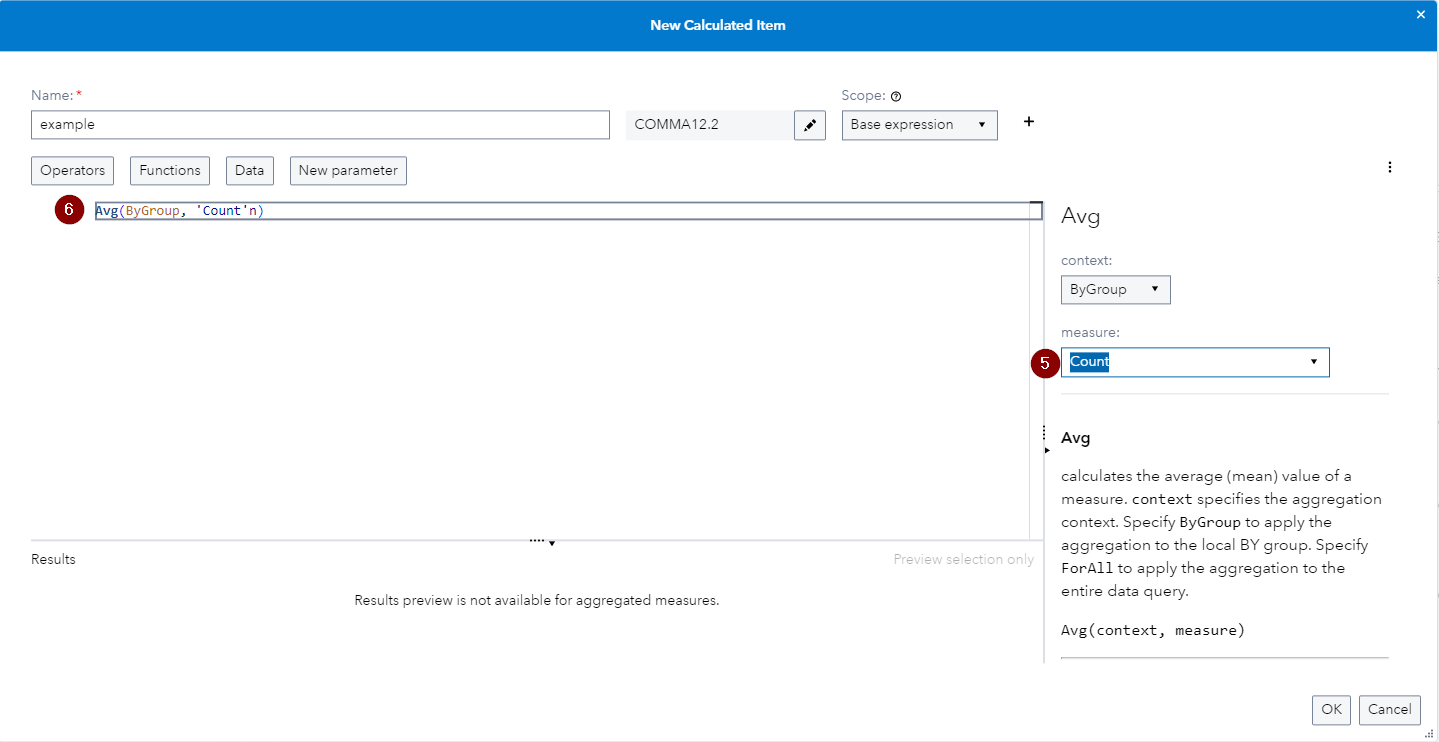 New Calculated Item
Name: *
Scope:
example
COMMA12.2
Base expression
Operators
Functions
Data
New parameter
6
Avg(ByGroup, 'Count'n)
Avg
context:
ByGroup
measure:
5
Count
Avg
calculates the average (mean) value of a
measure. context specifies the aggregation
context. Specify ByGroup to apply the
aggregation to the local BY group. Specify
ForAll to apply the aggregation to the
entire data query.
Avg(context, measure)
Results
Preview selection only
Results preview is not available for aggregated measures.
OK
Cancel